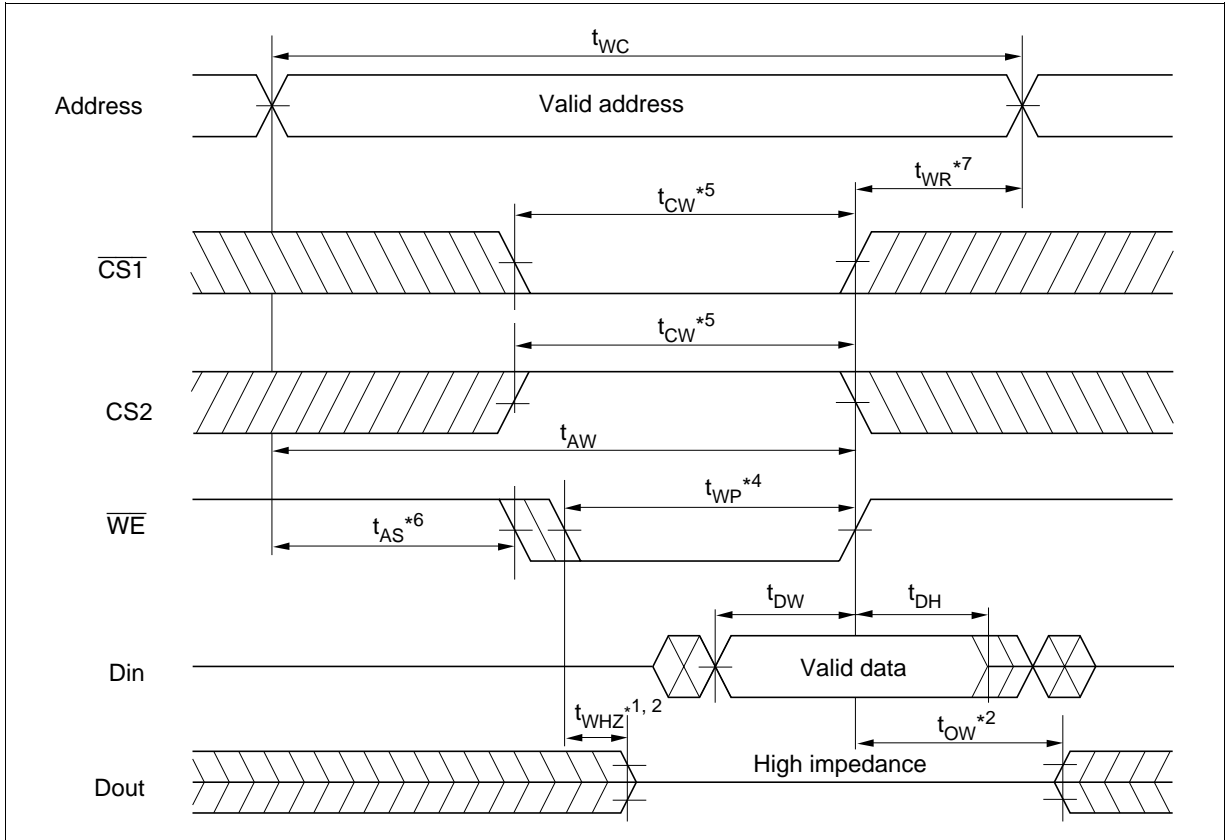 tWC
Address
Valid address
tWR*7
tCW*5
CS1
tCW*5
CS2
tAW
tWP*4
WE
tAS*6
tDW
tDH
Din
Valid data
tWHZ*1, 2
tOW*2
High impedance
Dout